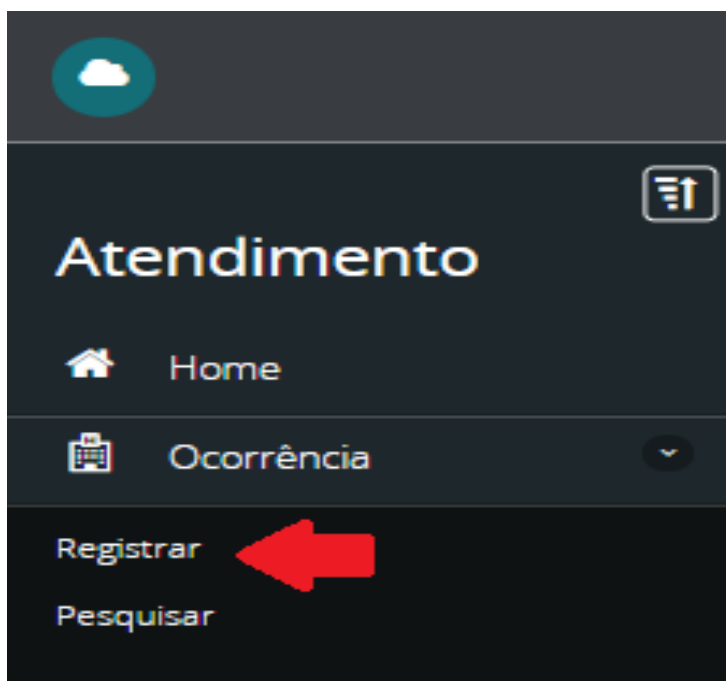 Atendimento
Home
Ocorrência
Registrar
Pesquisar